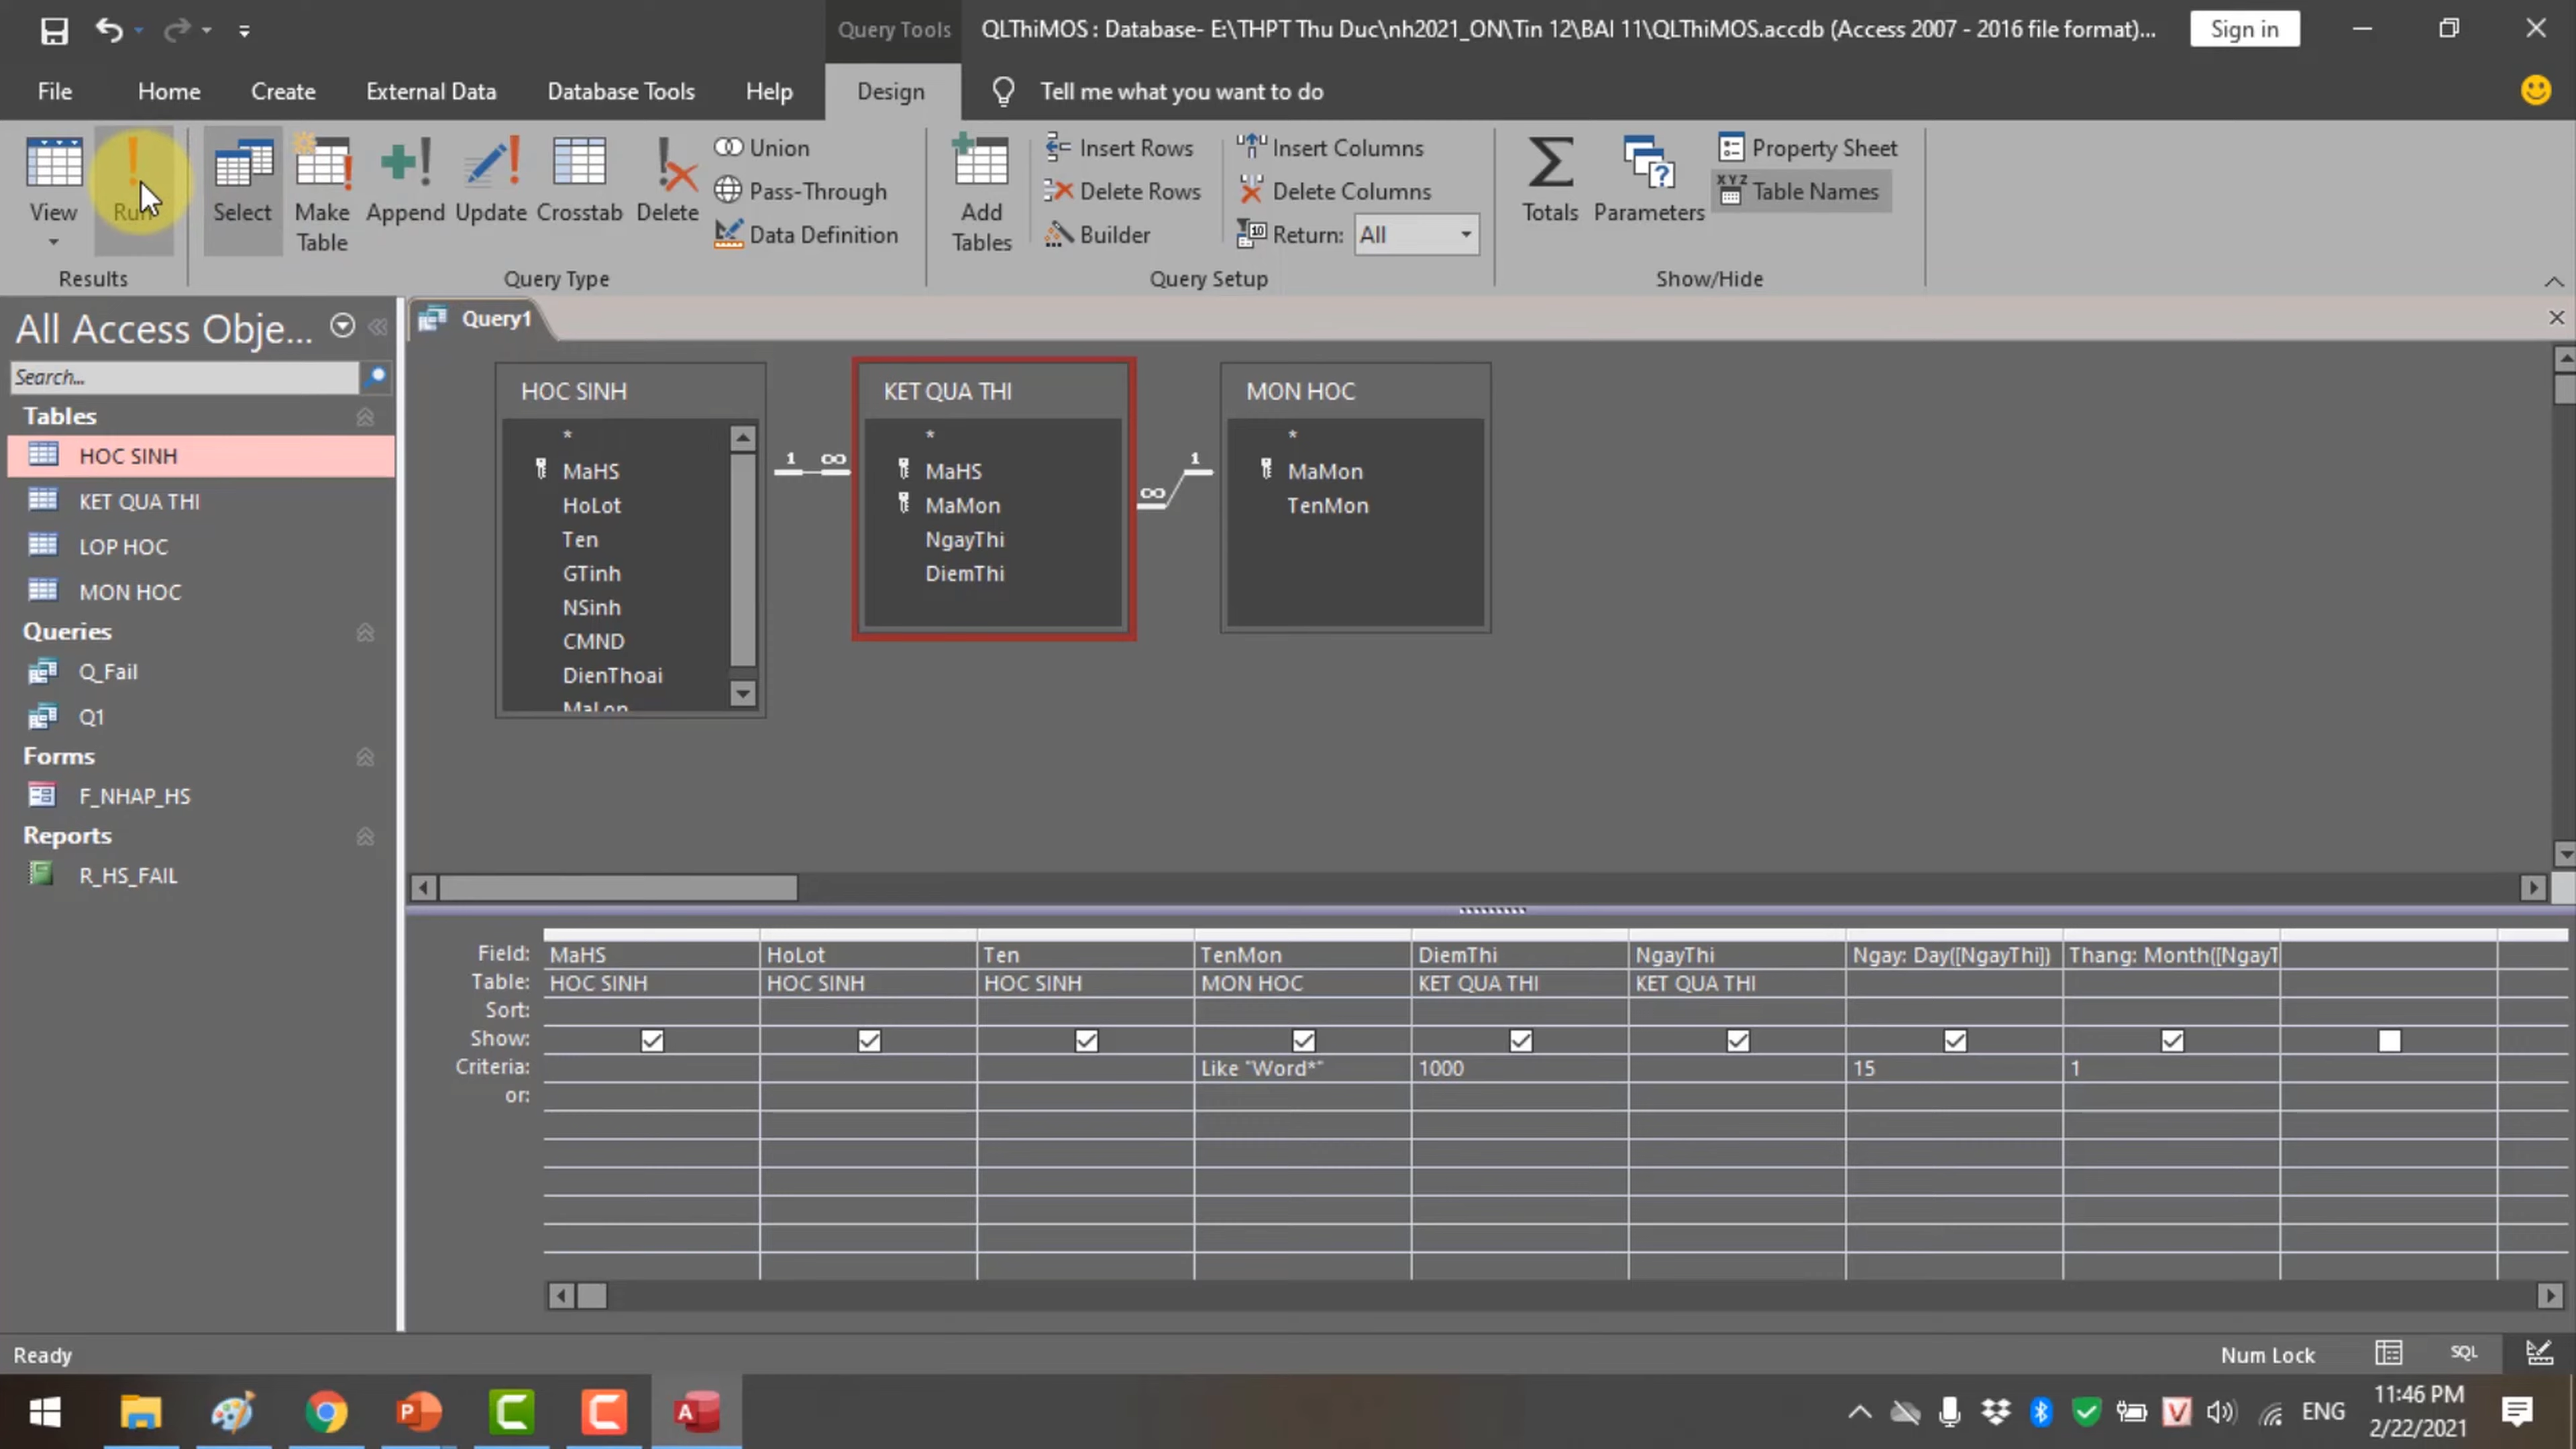 Query Tools
QLThiMOS : Database- E:\THPT Thu Duc\nh2021_ON\Tin 12\BAI 11\QLThiMOS.accdb (Access 2007 - 2016 file format)...
Sign in
File
Home
Create
External Data
Database Tools
Help
Design
Tell me what you want to do
View
Run
Select
Make Table
Append
Update
Crosstab
Delete
Union
Pass-Through
Data Definition
Add Tables
Insert Rows
Delete Rows
Builder
Insert Columns
Delete Columns
Return: All
Totals
Parameters
Property Sheet
Table Names
Results
Query Type
Query Setup
Show/Hide
All Access Obje...
Search...
Tables
HOC SINH
KET QUA THI
LOP HOC
MON HOC
Queries
Q_Fail
Q1
Forms
F_NHAP_HS
Reports
R_HS_FAIL
Query1
HOC SINH
*
MaHS
HoLot
Ten
GTinh
NSinh
CMND
DienThoai
MaLop
1 ∞
KET QUA THI
*
MaHS
MaMon
NgayThi
DiemThi
∞ 1
MON HOC
*
MaMon
TenMon
Field: MaHS HoLot Ten TenMon DiemThi NgayThi Ngay: Day([NgayThi]) Thang: Month([NgayT
Table: HOC SINH HOC SINH HOC SINH MON HOC KET QUA THI KET QUA THI
Sort:
Show:
Criteria: Like "Word*" 1000 15 1
or:
Ready
Num Lock
SQL
ENG
11:46 PM
2/22/2021